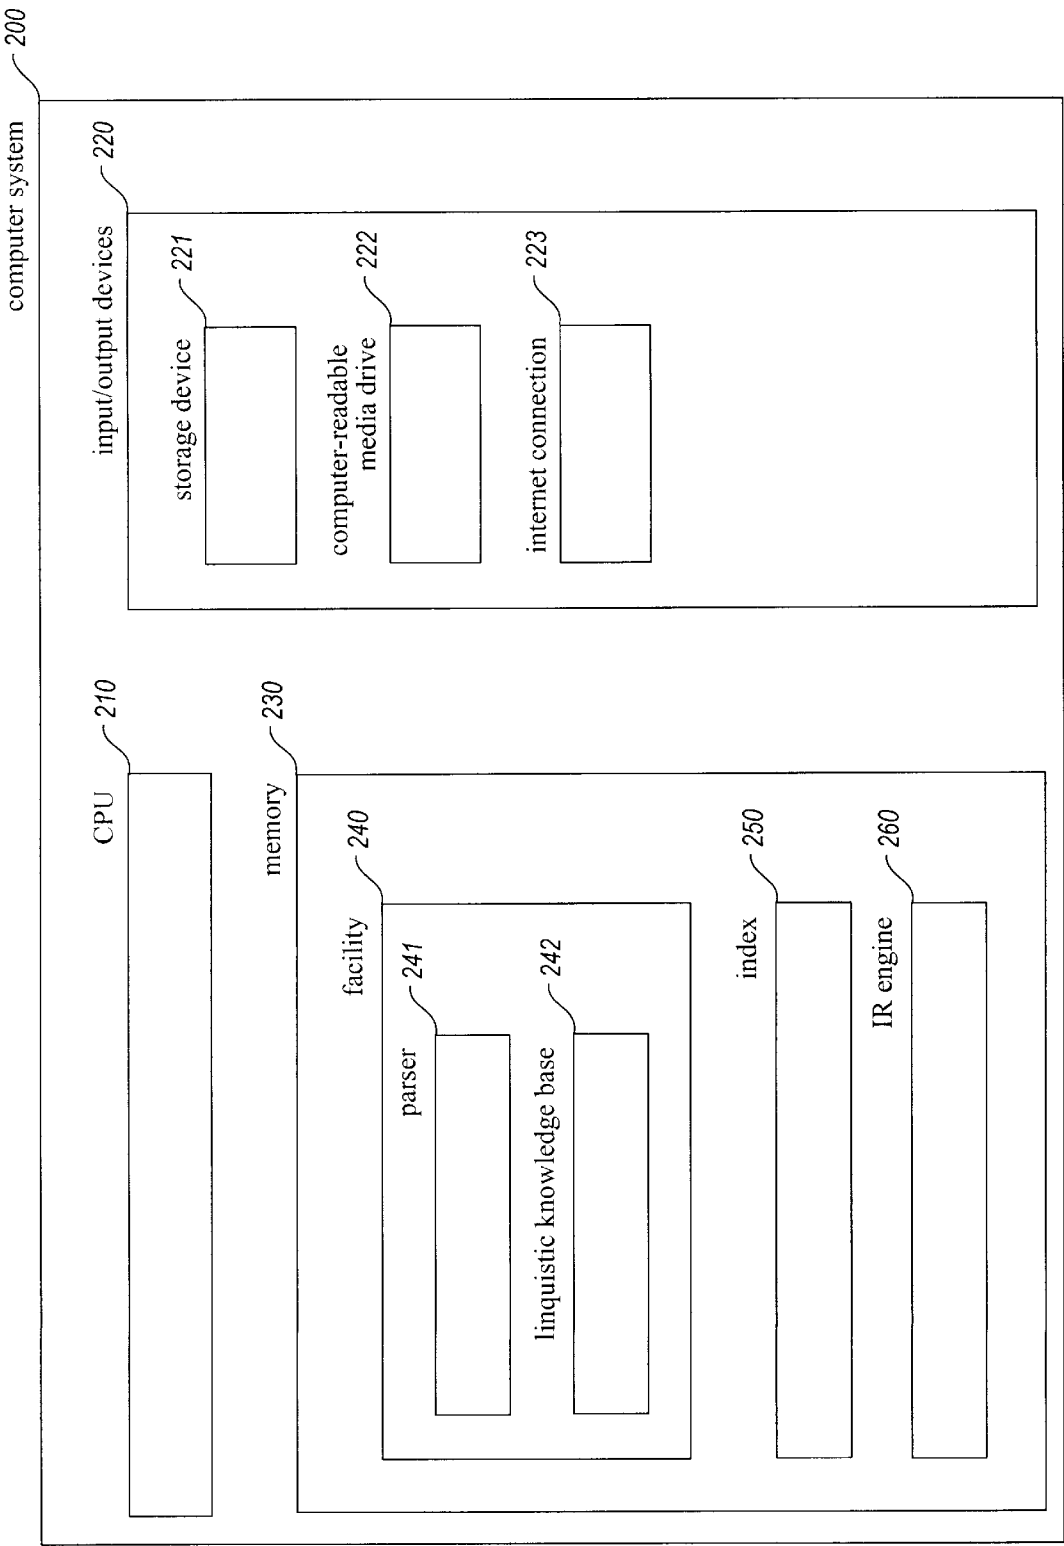 computer system 200
CPU 210
memory 230
facility 240
parser 241
linquistic knowledge base 242
index 250
IR engine 260
input/output devices 220
storage device 221
computer-readable
media drive 222
internet connection 223